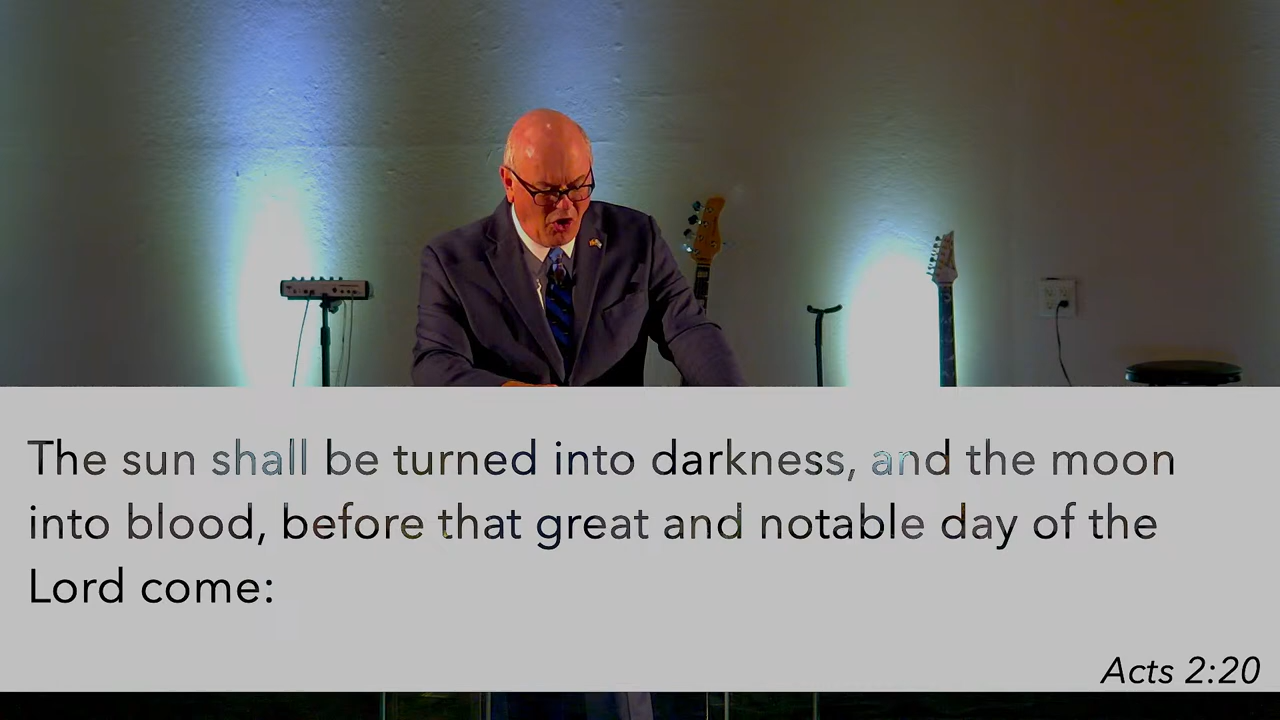 The sun shall be turned into darkness, and the moon
into blood, before that great and notable day of the
Lord come:
Acts 2:20